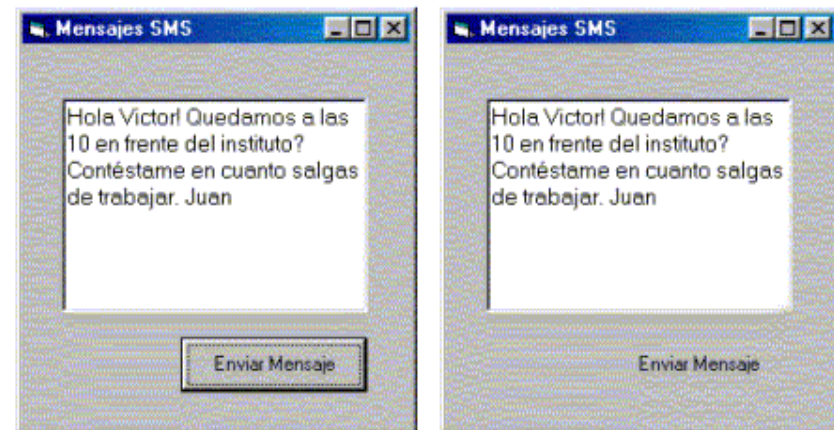 Mensajes SMS
Hola Victor! Quedamos a las
10 en frente del instituto?
Contéstame en cuanto salgas
de trabajar. Juan
Enviar Mensaje
Mensajes SMS
Hola Victor! Quedamos a las
10 en frente del instituto?
Contéstame en cuanto salgas
de trabajar. Juan
Enviar Mensaje